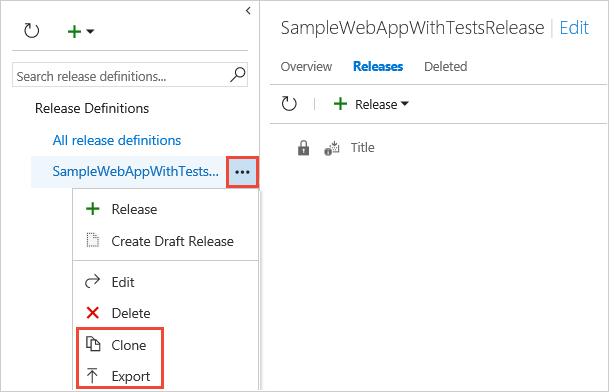 Search release definitions...
Release Definitions
All release definitions
SampleWebAppWithTests... ...
Release
Create Draft Release
Edit
Delete
Clone
Export
SampleWebAppWithTestsRelease | Edit
Overview Releases Deleted
Release
Title